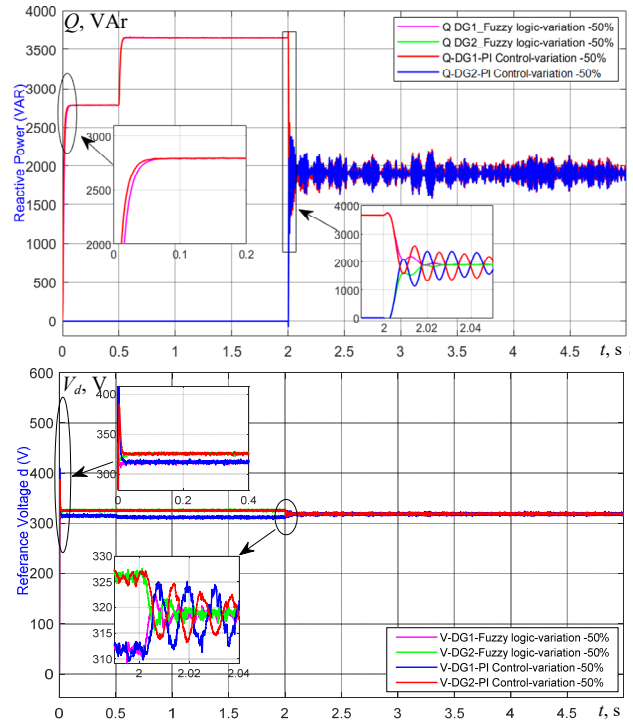 Q, VAr
4000
3500
3000
2500
2000
1500
1000
500
0
Reactive Power (VAR)
Q DG1_Fuzzy logic-variation -50%
Q DG2_Fuzzy logic-variation -50%
Q-DG1-PI Control-variation -50%
Q-DG2-PI Control-variation -50%
3000
2500
2000
0 0.1 0.2
4000
3000
2000
1000
0
2 2.02 2.04
0 0.5 1 1.5 2 2.5 3 3.5 4 4.5
t, s
Vd, V
600
500
400
300
200
100
0
Referance Voltage d (V)
400
350
300
0 0.2 0.4
330
325
320
315
310
2 2.02 2.04
V-DG1-Fuzzy logic-variation -50%
V-DG2-Fuzzy logic-variation -50%
V-DG1-PI Control-variation -50%
V-DG2-PI Control-variation -50%
0 0.5 1 1.5 2 2.5 3 3.5 4 4.5
t, s